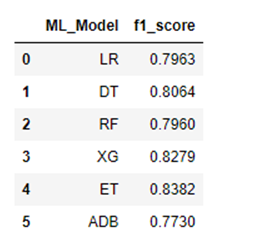 ML_Model f1_score
0 LR 0.7963
1 DT 0.8064
2 RF 0.7960
3 XG 0.8279
4 ET 0.8382
5 ADB 0.7730